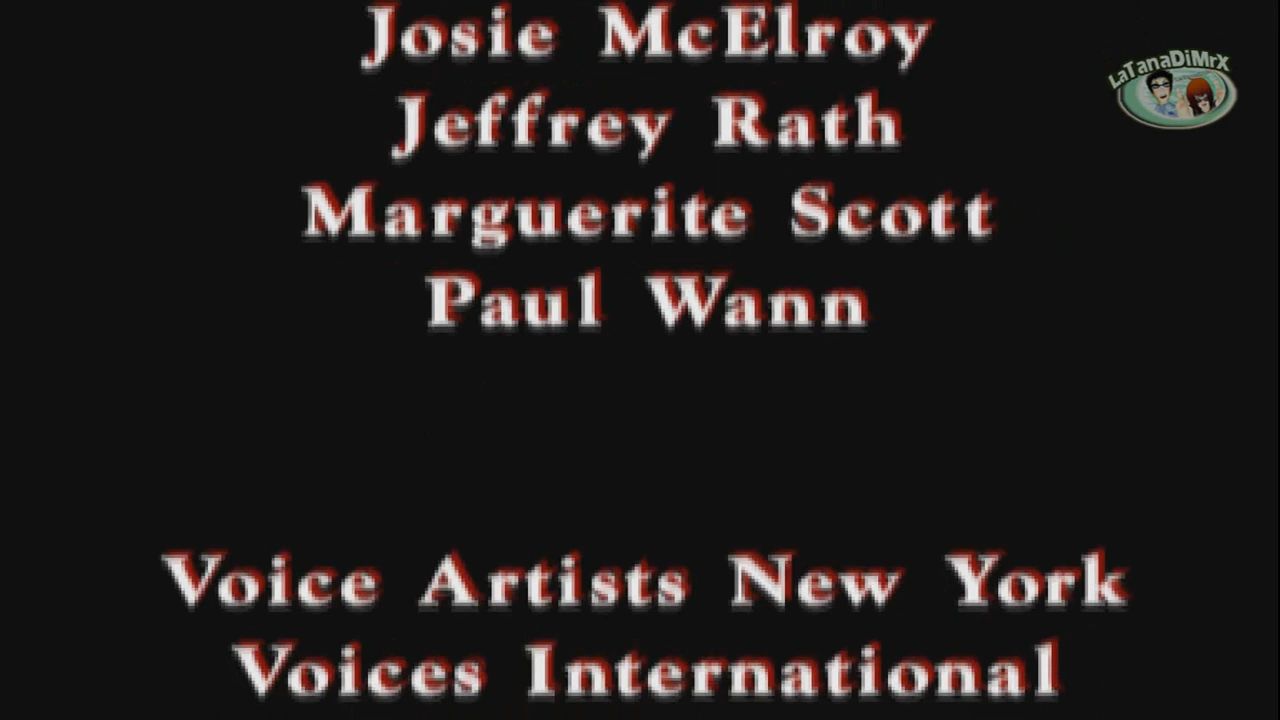 Josie McElroy
LaTanaDiMrX
Jeffrey Rath
Marguerite Scott
Paul Wann
Voice Artists New York
Voices International